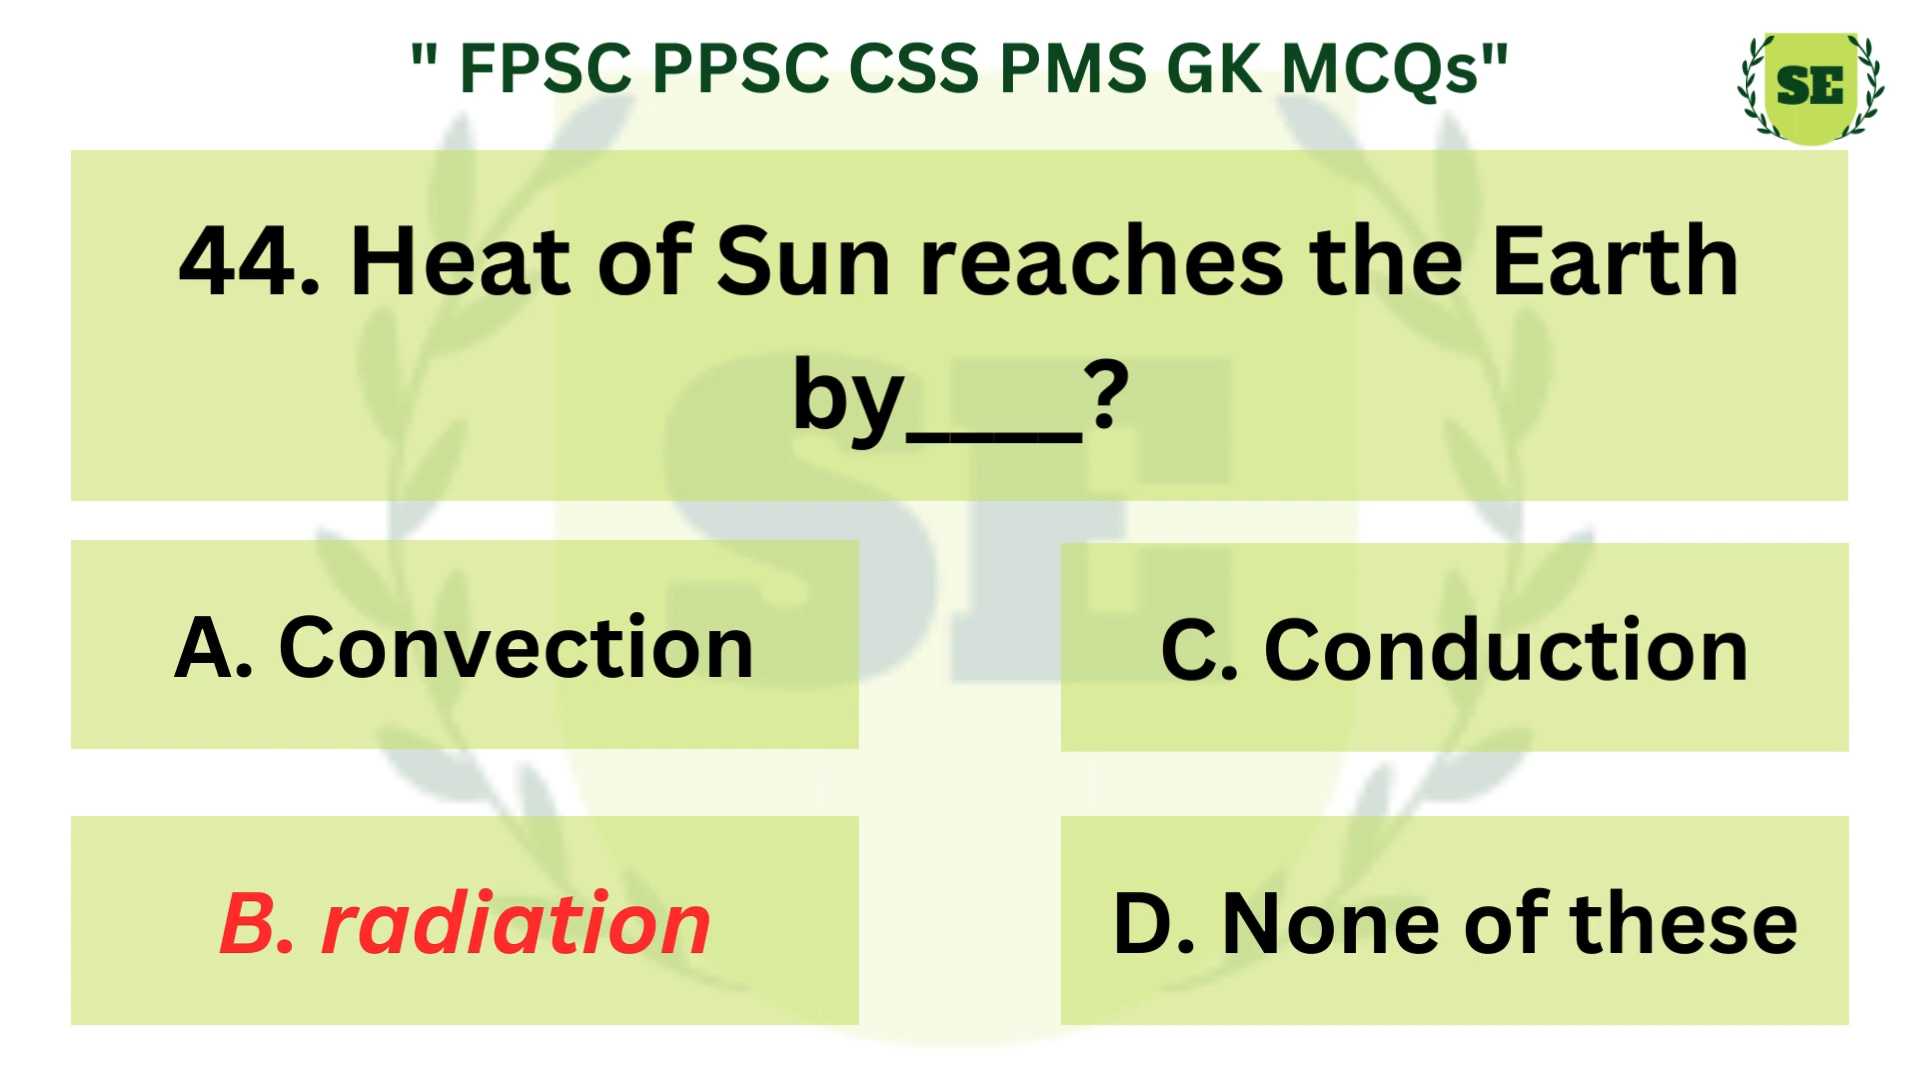 " FPSC PPSC CSS PMS GK MCQs"
SE
44. Heat of Sun reaches the Earth
by____?
A. Convection
C. Conduction
B. radiation
D. None of these
SE